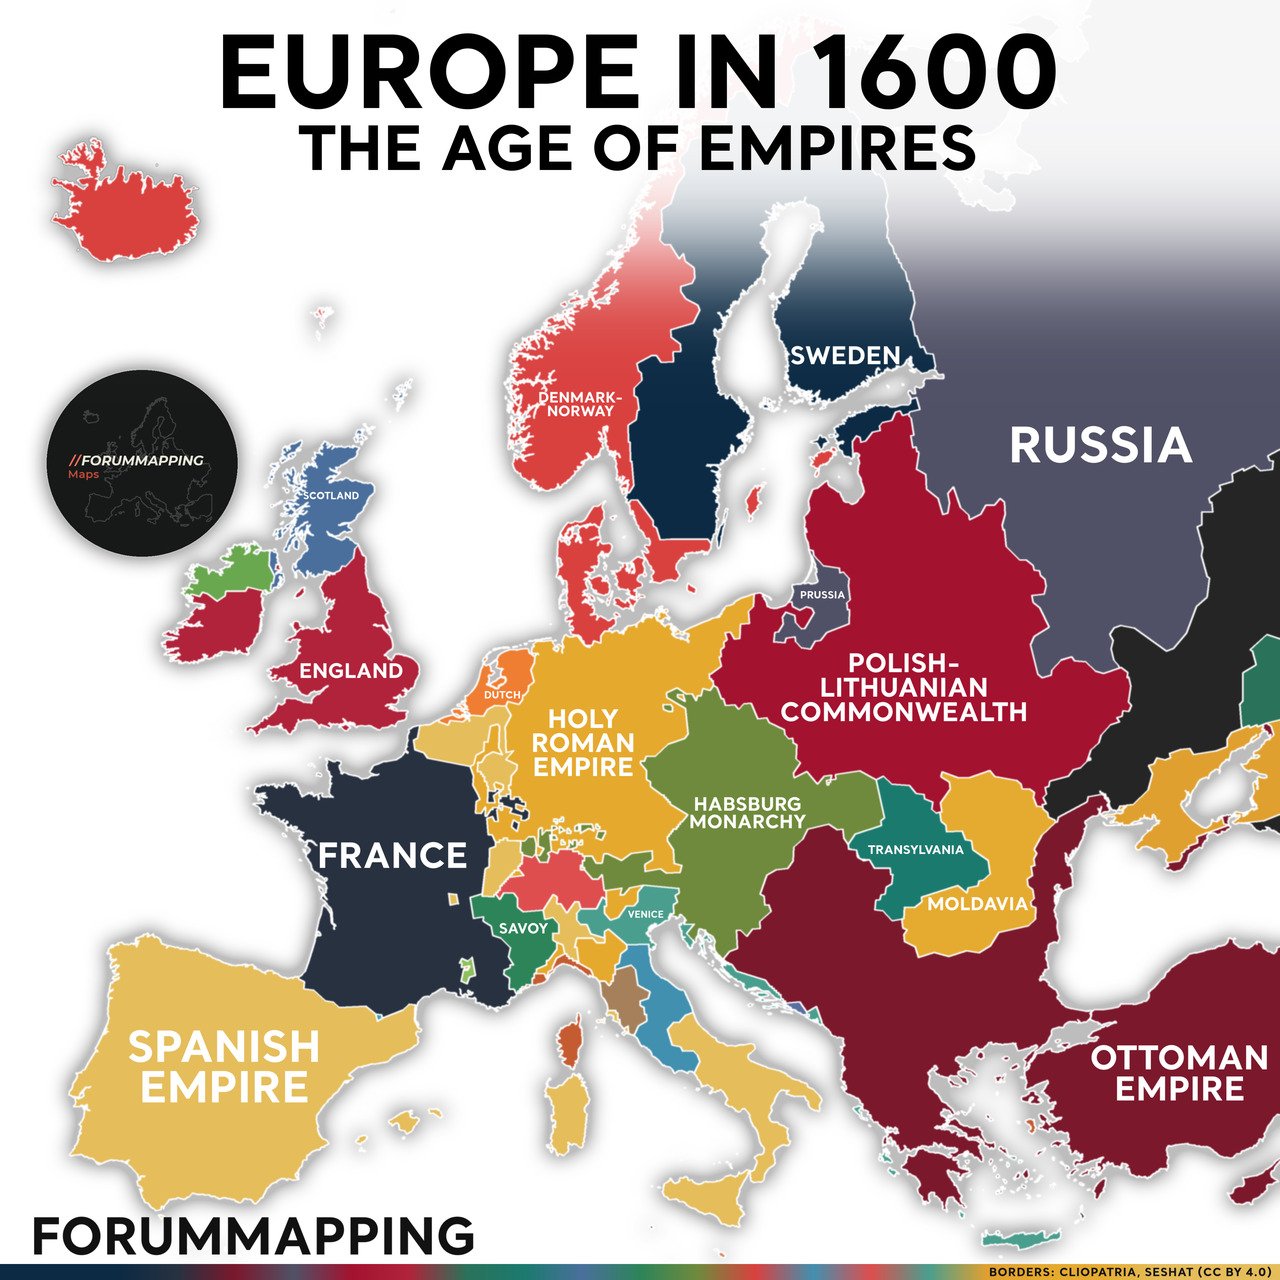 EUROPE IN 1600
THE AGE OF EMPIRES
SWEDEN
DENMARK-
NORWAY
RUSSIA
//FORUMMAPPING
Maps
SCOTLAND
PRUSSIA
ENGLAND
POLISH-
LITHUANIAN
COMMONWEALTH
DUTCH
HOLY
ROMAN
EMPIRE
HABSBURG
MONARCHY
FRANCE
TRANSYLVANIA
MOLDAVIA
VENICE
SAVOY
SPANISH
EMPIRE
OTTOMAN
EMPIRE
FORUMMAPPING
BORDERS: CLIOPATRIA, SESHAT (CC BY 4.0)